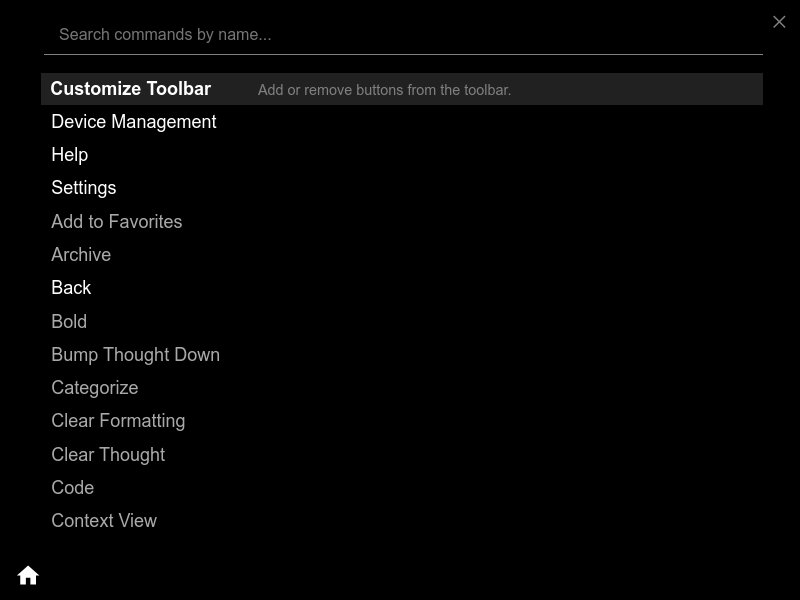 Search commands by name...
Customize Toolbar Add or remove buttons from the toolbar.
Device Management
Help
Settings
Add to Favorites
Archive
Back
Bold
Bump Thought Down
Categorize
Clear Formatting
Clear Thought
Code
Context View